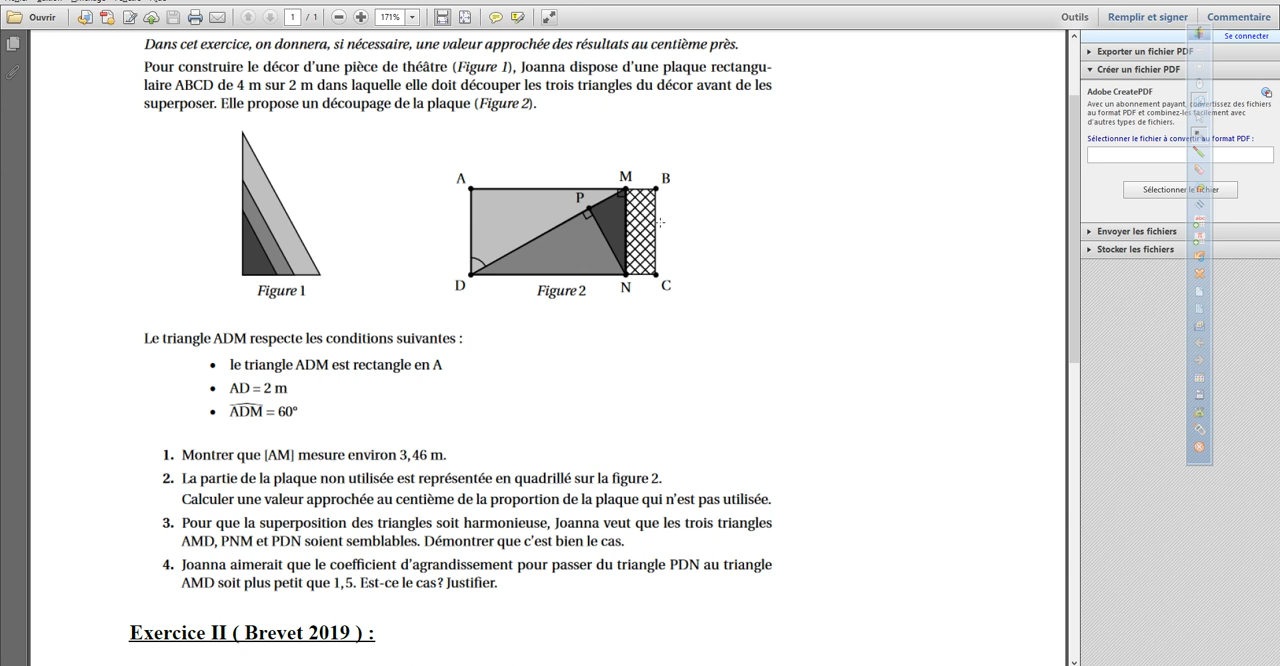 Ouvrir
1 / 1
171%
Outils
Remplir et signer
Commentaire
Se connecter
Exporter un fichier PDF
Créer un fichier PDF
Adobe CreatePDF
Avec un abonnement payant, convertissez des fichiers
au format PDF et combinez-les facilement avec
d'autres types de fichiers.
Sélectionner le fichier à convertir au format PDF :
Sélectionner le fichier
Envoyer les fichiers
Stocker les fichiers
Dans cet exercice, on donnera, si nécessaire, une valeur approchée des résultats au centième près.
Pour construire le décor d'une pièce de théâtre (Figure 1), Joanna dispose d'une plaque rectangu-
laire ABCD de 4 m sur 2 m dans laquelle elle doit découper les trois triangles du décor avant de les
superposer. Elle propose un découpage de la plaque (Figure 2).
A
M
B
P
D
N
C
Figure 1
Figure 2
Le triangle ADM respecte les conditions suivantes :
• le triangle ADM est rectangle en A
• AD = 2 m
• ADM = 60°
1. Montrer que [AM] mesure environ 3,46 m.
2. La partie de la plaque non utilisée est représentée en quadrillé sur la figure 2.
Calculer une valeur approchée au centième de la proportion de la plaque qui n'est pas utilisée.
3. Pour que la superposition des triangles soit harmonieuse, Joanna veut que les trois triangles
AMD, PNM et PDN soient semblables. Démontrer que c'est bien le cas.
4. Joanna aimerait que le coefficient d'agrandissement pour passer du triangle PDN au triangle
AMD soit plus petit que 1,5. Est-ce le cas? Justifier.
Exercice II ( Brevet 2019 ) :